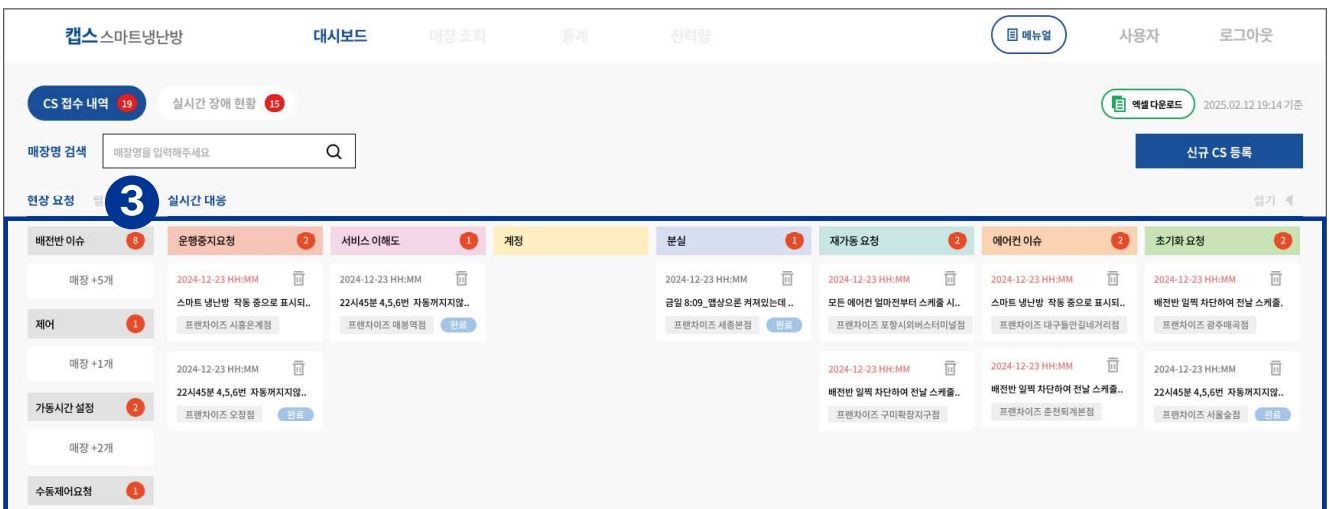 캡스 스마트냉난방 대시보드 매장 조회 통계 전력량 메뉴얼 사용자 로그아웃
CS 접수 내역 19 실시간 장애 현황 15 엑셀 다운로드 2025.02.12 19:14 기준
매장명 검색 매장명을 입력해주세요 신규 CS 등록
현장 요청 3 실시간 대응 접기
배전반 이슈 8 운행중지요청 2 서비스 이해도 1 계정 분실 1 재가동 요청 2 에어컨 이슈 2 초기화 요청 2
매장 +5개 2024-12-23 HH:MM 2024-12-23 HH:MM 2024-12-23 HH:MM 2024-12-23 HH:MM 2024-12-23 HH:MM 2024-12-23 HH:MM
스마트 냉난방 작동 중으로 표시되.. 22시45분 4,5,6번 자동꺼지지않.. 금일 8:09_앱상으론 켜져있는데 .. 모든 에어컨 얼마전부터 스케줄 시.. 스마트 냉난방 작동 중으로 표시되.. 배전반 일찍 차단하여 전날 스케줄.
제어 1 프랜차이즈 시흥은계점 프랜차이즈 매봉역점 완료 프랜차이즈 세종본점 완료 프랜차이즈 포항시외버스터미널점 프랜차이즈 대구들안길네거리점 프랜차이즈 광주매곡점
매장 +1개 2024-12-23 HH:MM 2024-12-23 HH:MM 2024-12-23 HH:MM 2024-12-23 HH:MM
22시45분 4,5,6번 자동꺼지지않.. 배전반 일찍 차단하여 전날 스케줄.. 배전반 일찍 차단하여 전날 스케줄.. 22시45분 4,5,6번 자동꺼지지않..
가동시간 설정 2 프랜차이즈 오창점 완료 프랜차이즈 구미확장지구점 프랜차이즈 춘천퇴계본점 프랜차이즈 서울숲점 완료
매장 +2개
수동제어요청 1